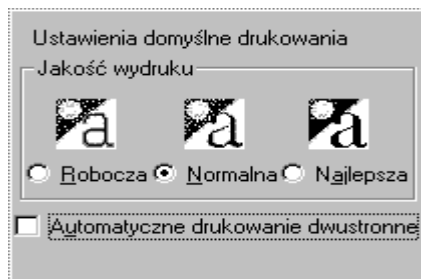 Ustawienia domyślne drukowania
Jakość wydruku
a a a
Robocza Normalna Najlepsza
Automatyczne drukowanie dwustronne